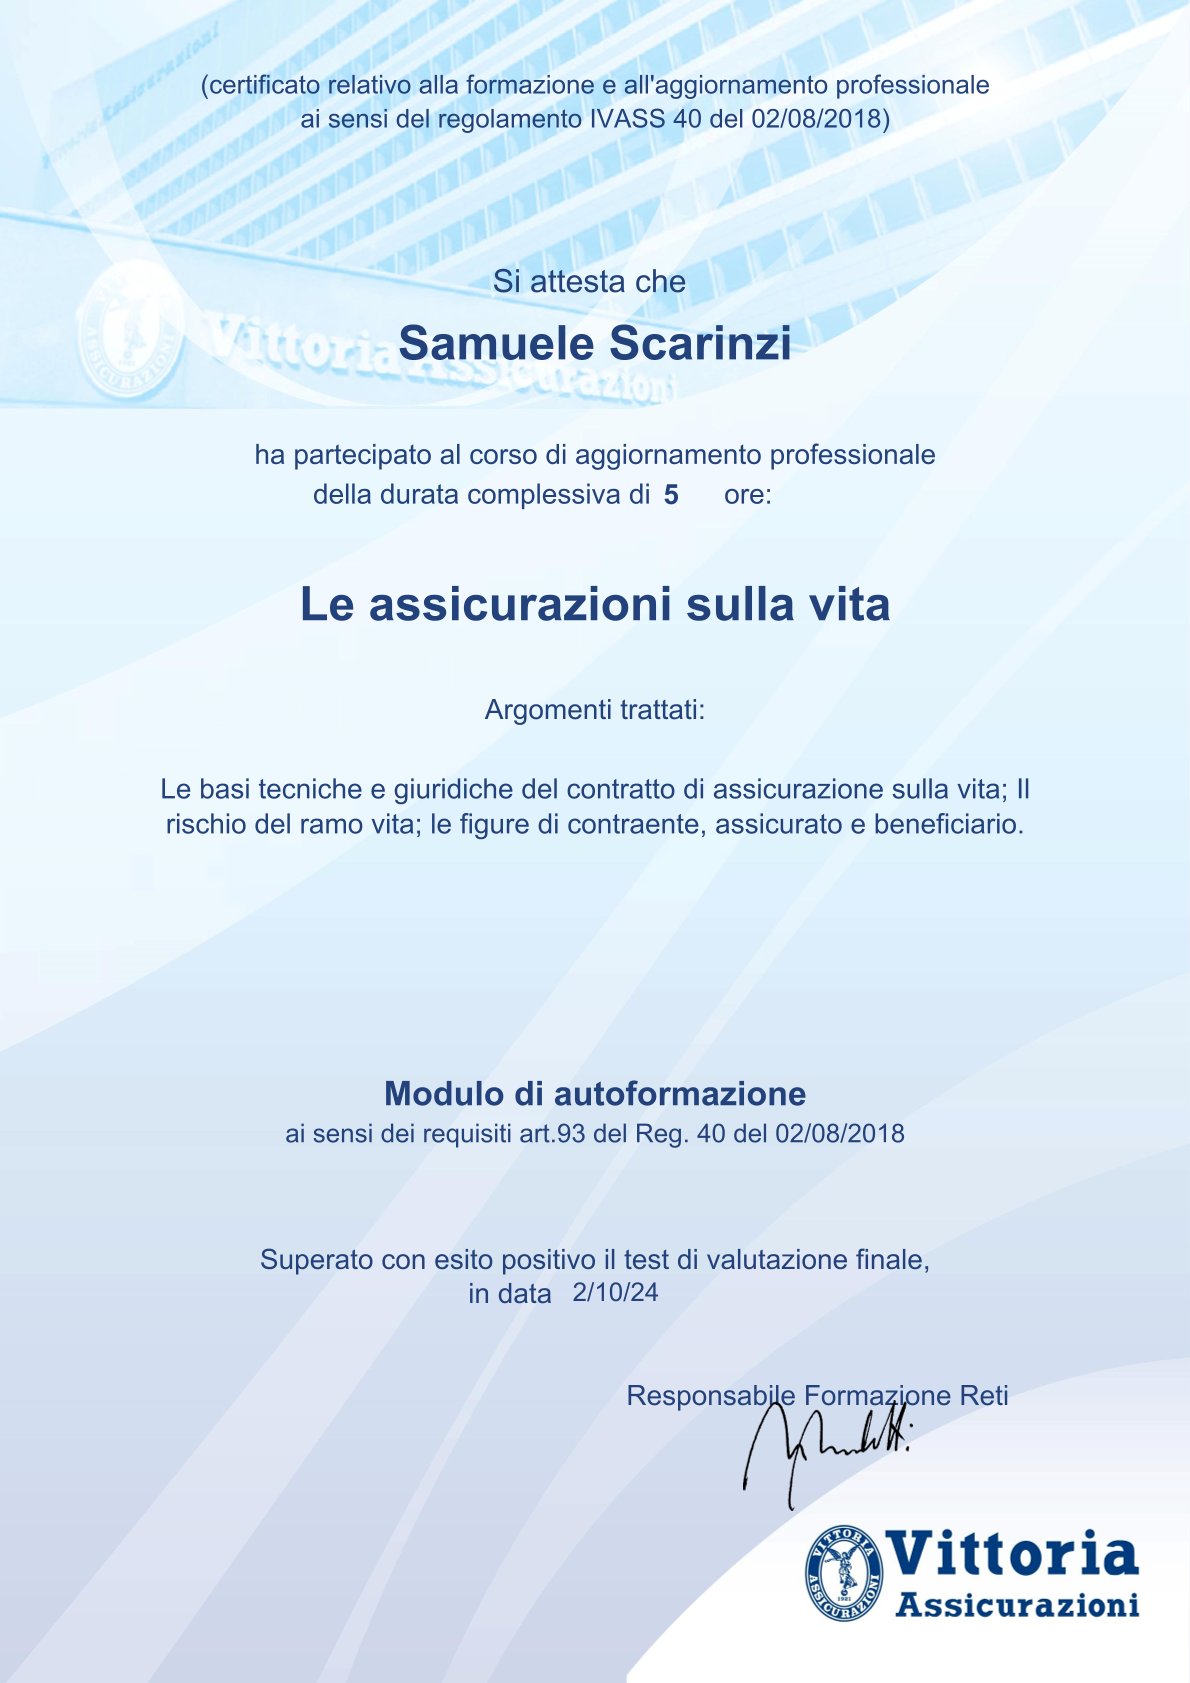 (certificato relativo alla formazione e all'aggiornamento professionale
ai sensi del regolamento IVASS 40 del 02/08/2018)
Si attesta che
Vittoria Assicurazioni
Samuele Scarinzi
ha partecipato al corso di aggiornamento professionale
della durata complessiva di 5 ore:
Le assicurazioni sulla vita
Argomenti trattati:
Le basi tecniche e giuridiche del contratto di assicurazione sulla vita; Il
rischio del ramo vita; le figure di contraente, assicurato e beneficiario.
Modulo di autoformazione
ai sensi dei requisiti art.93 del Reg. 40 del 02/08/2018
Superato con esito positivo il test di valutazione finale,
in data 2/10/24
Responsabile Formazione Reti
VITTORIA
ASSICURAZIONI
1921
Vittoria
Assicurazioni